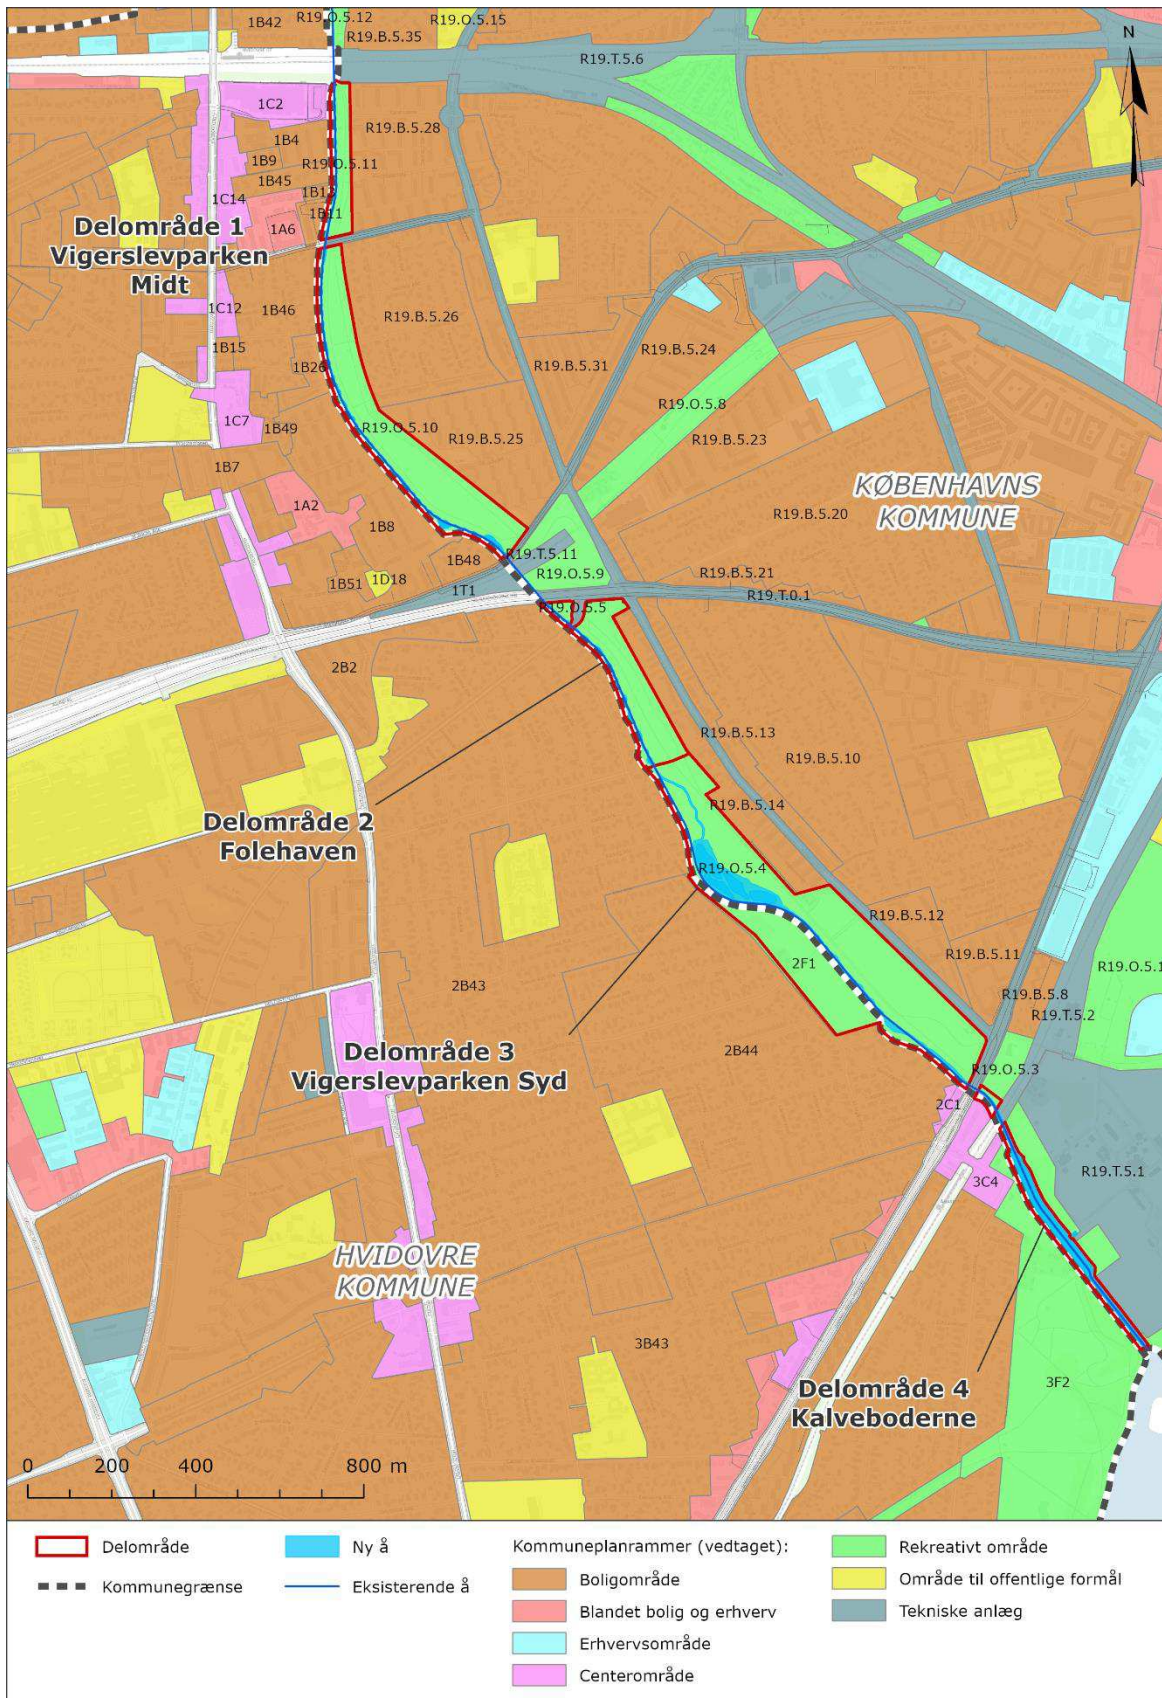 1B42
R19.O.5.12
R19.O.5.15
R19.B.5.35
R19.T.5.6
N
1C2
R19.B.5.28
1B4
1B9
R19.O.5.11
1B45
1C14
1B11
1A6
Delområde 1
Vigerslevparken
Midt
1C12
1B46
R19.B.5.26
1B15
R19.B.5.31
R19.B.5.24
1B26
R19.O.5.8
1C7
1B49
R19.O.5.10
R19.B.5.25
R19.B.5.23
1B7
KØBENHAVNS
KOMMUNE
1A2
1B8
R19.B.5.20
1B48
R19.T.5.11
1B51
1D18
1T1
R19.O.5.9
R19.B.5.21
R19.T.0.1
R19.O.5.5
2B2
R19.B.5.13
R19.B.5.10
R19.B.5.14
Delområde 2
Folehaven
R19.O.5.4
R19.B.5.12
R19.B.5.11
2F1
R19.O.5.1
2B43
R19.B.5.8
R19.T.5.2
Delområde 3
Vigerslevparken Syd
2B44
R19.O.5.3
2C1
R19.T.5.1
3C4
HVIDOVRE
KOMMUNE
3B43
3F2
Delområde 4
Kalveboderne
0 200 400 800 m
Delområde
Ny å
Kommuneplanrammer (vedtaget):
Rekreativt område
Kommunegrænse
Eksisterende å
Boligområde
Område til offentlige formål
Blandet bolig og erhverv
Tekniske anlæg
Erhvervsområde
Centerområde